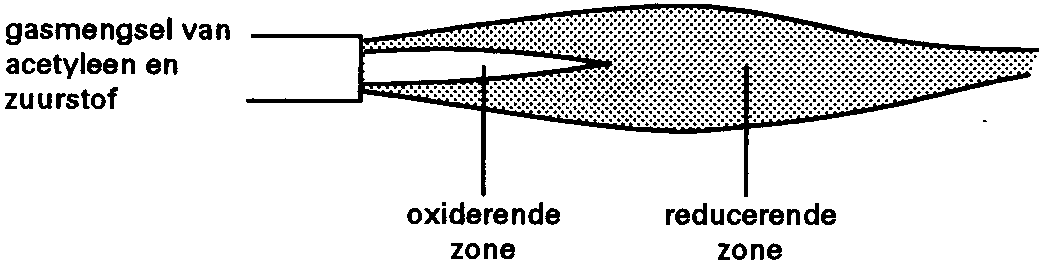 gasmengsel van
acetyleen en
zuurstof
oxiderende
zone
reducerende
zone